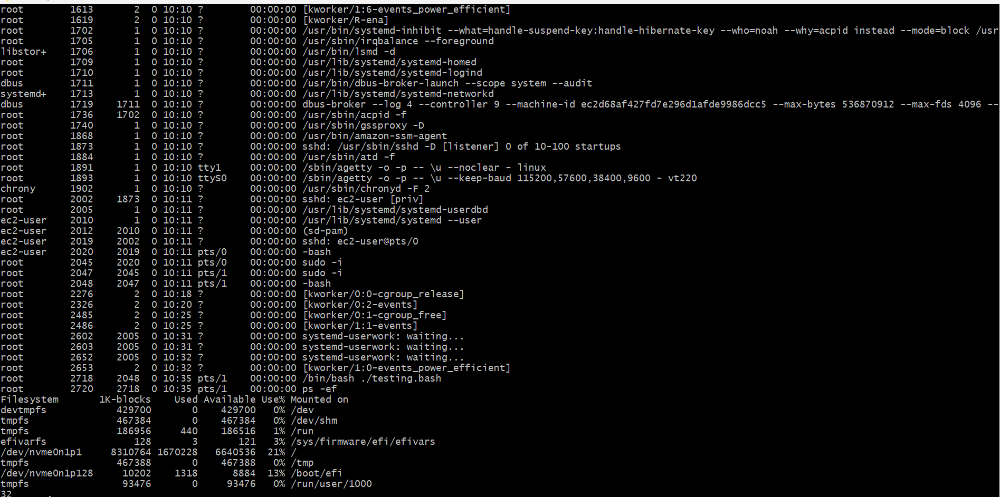 root        1613       2  0 10:10 ?        00:00:00 [kworker/1:6-events_power_efficient]
root        1619       2  0 10:10 ?        00:00:00 [kworker/R-ena]
root        1702       1  0 10:10 ?        00:00:00 /usr/bin/systemd-inhibit --what=handle-suspend-key:handle-hibernate-key --who=noah --why=acpid instead --mode=block /usr
root        1705       1  0 10:10 ?        00:00:00 /usr/sbin/irqbalance --foreground
libstor+    1706       1  0 10:10 ?        00:00:00 /usr/bin/lsmd -d
root        1709       1  0 10:10 ?        00:00:00 /usr/lib/systemd/systemd-homed
root        1710       1  0 10:10 ?        00:00:00 /usr/lib/systemd/systemd-logind
dbus        1711       1  0 10:10 ?        00:00:00 /usr/bin/dbus-broker-launch --scope system --audit
systemd+    1713       1  0 10:10 ?        00:00:00 /usr/lib/systemd/systemd-networkd
dbus        1719    1711  0 10:10 ?        00:00:00 dbus-broker --log 4 --controller 9 --machine-id ec2d68af427fd7e296d1afde9986dcc5 --max-bytes 536870912 --max-fds 4096 --
root        1736    1702  0 10:10 ?        00:00:00 /usr/sbin/acpid -f
root        1740       1  0 10:10 ?        00:00:00 /usr/sbin/gssproxy -D
root        1868       1  0 10:10 ?        00:00:00 /usr/bin/amazon-ssm-agent
root        1873       1  0 10:10 ?        00:00:00 sshd: /usr/sbin/sshd -D [listener] 0 of 10-100 startups
root        1884       1  0 10:10 ?        00:00:00 /usr/sbin/atd -f
root        1891       1  0 10:10 tty1     00:00:00 /sbin/agetty -o -p -- \u --noclear - linux
root        1893       1  0 10:10 ttyS0    00:00:00 /sbin/agetty -o -p -- \u --keep-baud 115200,57600,38400,9600 - vt220
chrony      1902       1  0 10:10 ?        00:00:00 /usr/sbin/chronyd -F 2
root        2002    1873  0 10:11 ?        00:00:00 sshd: ec2-user [priv]
root        2005       1  0 10:11 ?        00:00:00 /usr/lib/systemd/systemd-userdbd
ec2-user    2010       1  0 10:11 ?        00:00:00 /usr/lib/systemd/systemd --user
ec2-user    2012    2010  0 10:11 ?        00:00:00 (sd-pam)
ec2-user    2019    2002  0 10:11 ?        00:00:00 sshd: ec2-user@pts/0
ec2-user    2020    2019  0 10:11 pts/0    00:00:00 -bash
root        2045    2020  0 10:11 pts/0    00:00:00 sudo -i
root        2047    2045  0 10:11 pts/1    00:00:00 sudo -i
root        2048    2047  0 10:11 pts/1    00:00:00 -bash
root        2276       2  0 10:18 ?        00:00:00 [kworker/0:0-cgroup_release]
root        2326       2  0 10:20 ?        00:00:00 [kworker/0:2-events]
root        2485       2  0 10:25 ?        00:00:00 [kworker/0:1-cgroup_free]
root        2486       2  0 10:25 ?        00:00:00 [kworker/1:1-events]
root        2602    2005  0 10:31 ?        00:00:00 systemd-userwork: waiting...
root        2603    2005  0 10:31 ?        00:00:00 systemd-userwork: waiting...
root        2652    2005  0 10:32 ?        00:00:00 systemd-userwork: waiting...
root        2653       2  0 10:32 ?        00:00:00 [kworker/1:0-events_power_efficient]
root        2718    2048  0 10:35 pts/1    00:00:00 /bin/bash ./testing.bash
root        2720    2718  0 10:35 pts/1    00:00:00 ps -ef
Filesystem       1K-blocks    Used Available Use% Mounted on
devtmpfs            429700       0    429700   0% /dev
tmpfs               467384       0    467384   0% /dev/shm
tmpfs               186956     440    186516   1% /run
efivarfs               128       3       121   3% /sys/firmware/efi/efivars
/dev/nvme0n1p1     8310764 1670228   6640536  21% /
tmpfs               467388       0    467388   0% /tmp
/dev/nvme0n1p128     10202    1318      8884  13% /boot/efi
tmpfs                93476       0     93476   0% /run/user/1000
32